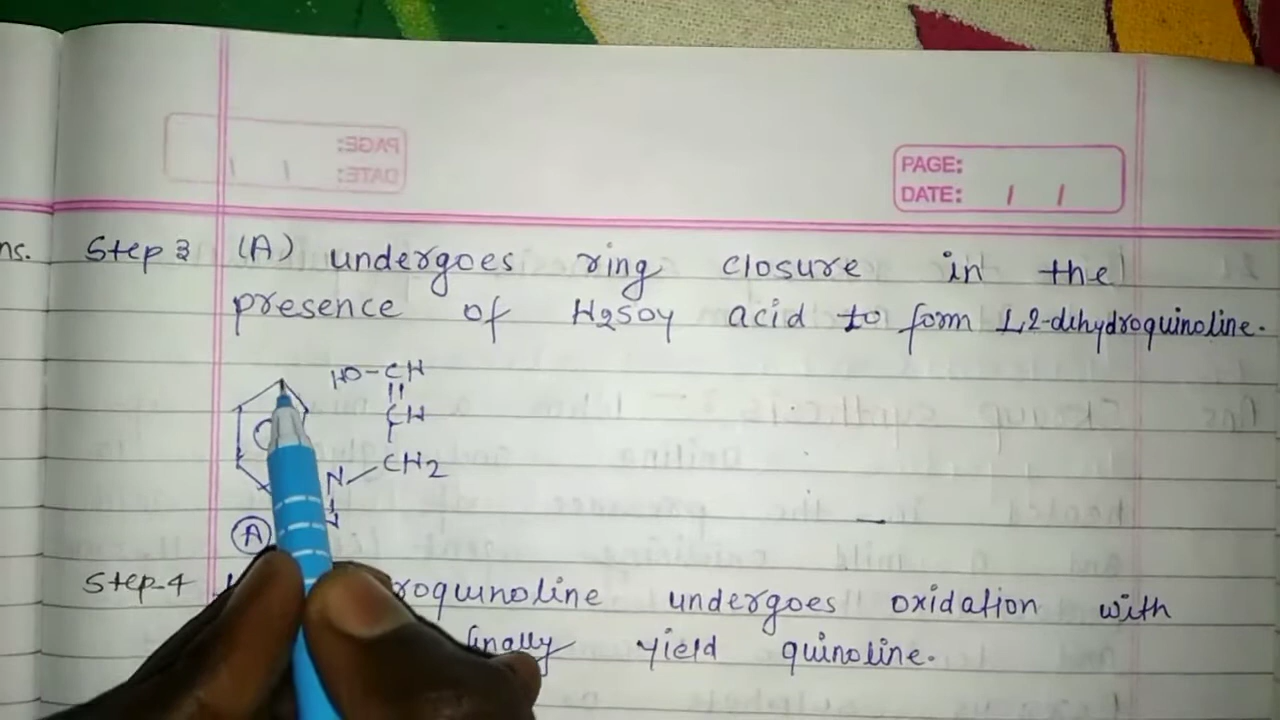 PAGE:
DATE: / /
ns. Step 3 (A) undergoes ring closure in the
presence of H2SO4 acid to form 1,2-dihydroquinoline.
HO-CH
CH
N CH2
H
A
Step-4 undergoes oxidation with
finally yield quinoline.